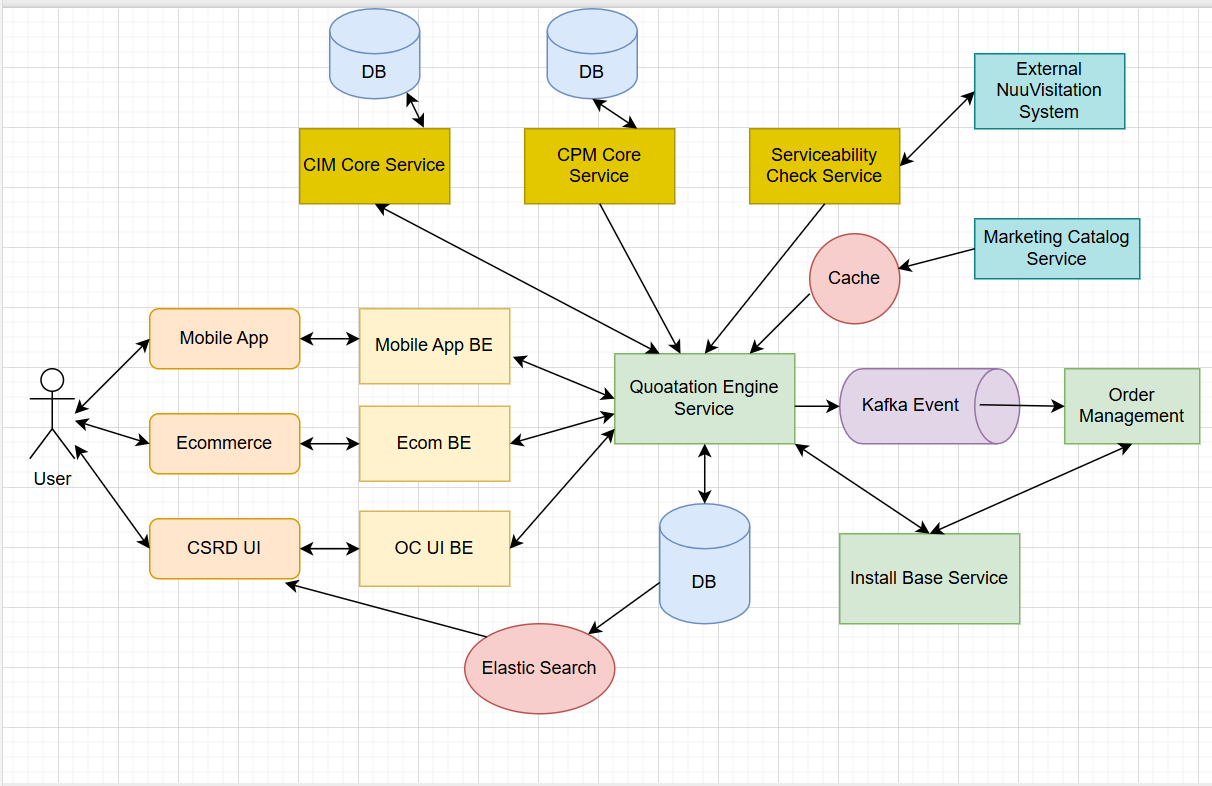 DB
DB
External
NuuVisitation
System
CIM Core Service
CPM Core
Service
Serviceability
Check Service
Marketing Catalog
Service
Cache
Mobile App
Mobile App BE
Quoatation Engine
Service
Kafka Event
Order
Management
Ecommerce
Ecom BE
User
CSRD UI
OC UI BE
DB
Install Base Service
Elastic Search